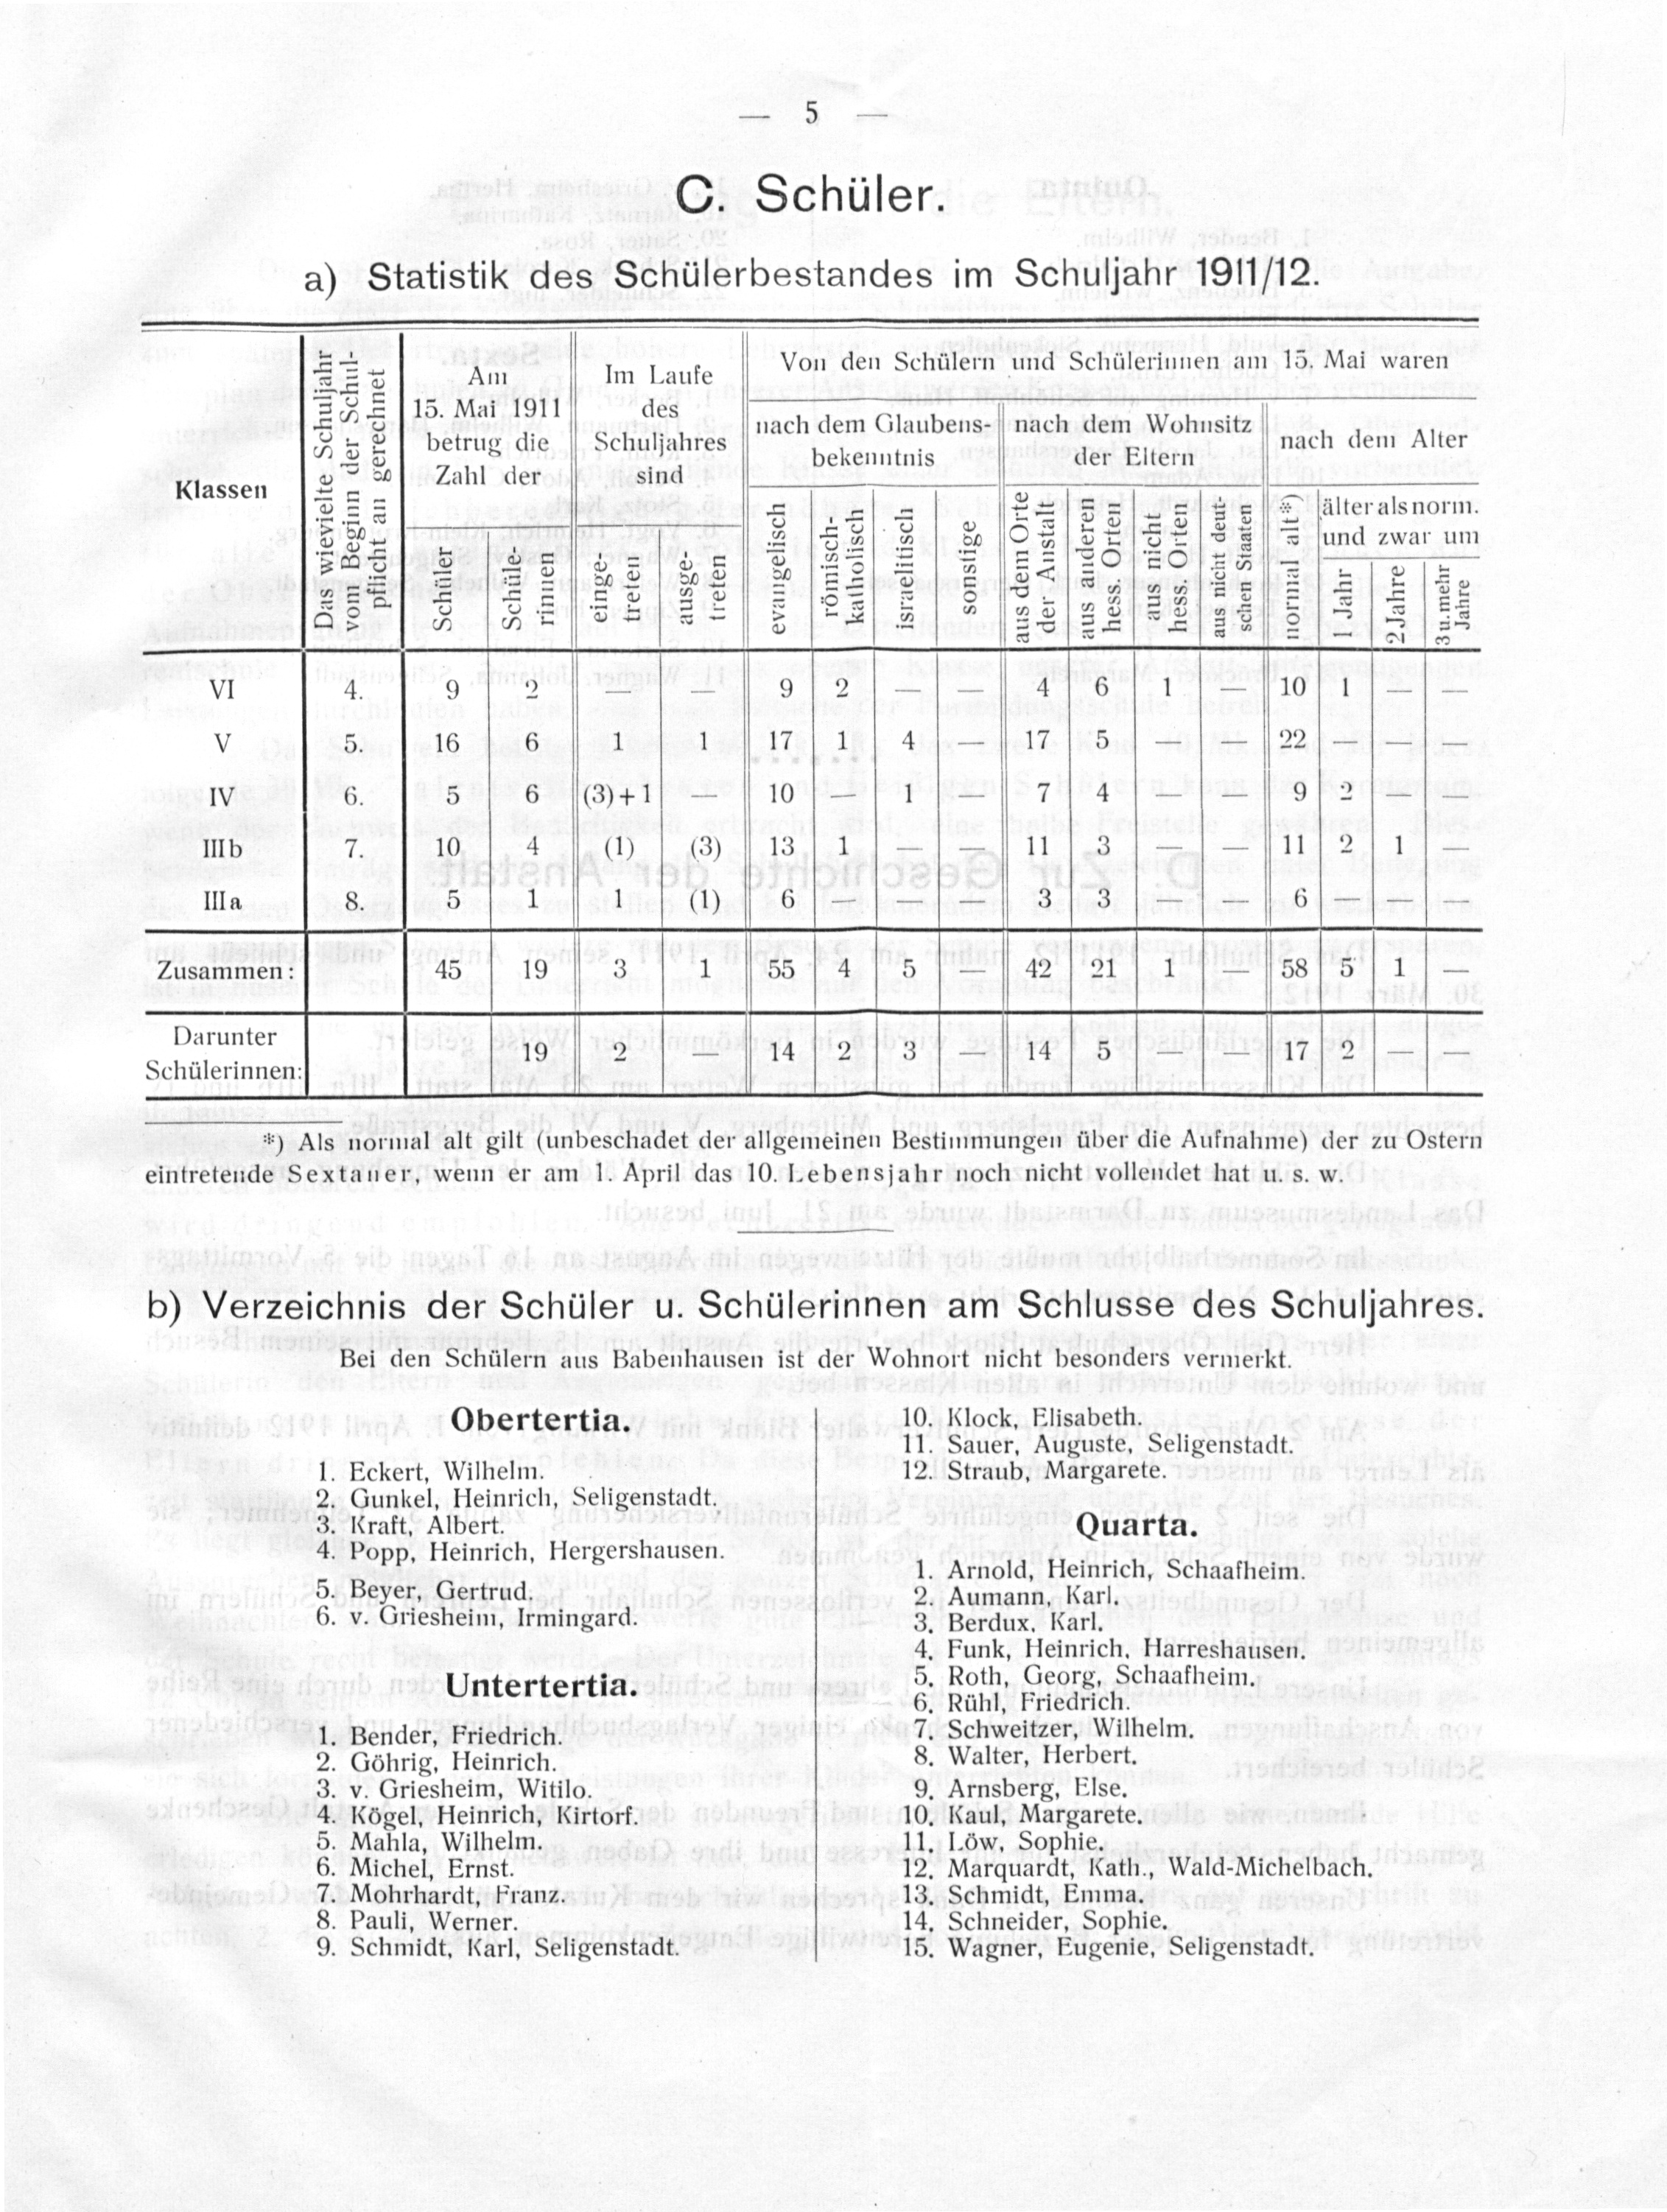 — 5 —
C. Schüler.
a) Statistik des Schülerbestandes im Schuljahr 1911/12.
Klassen
Das wievielte Schuljahr
vom Beginn der Schul-
pflicht an gerechnet
Am
15. Mai 1911
betrug die
Zahl der
Schüler
Schüle-
rinnen
Im Laufe
des
Schuljahres
sind
einge-
treten
ausge-
treten
Von den Schülern und Schülerinnen am 15. Mai waren
nach dem Glaubens-
bekenntnis
evangelisch
römisch-
katholisch
israelitisch
sonstige
nach dem Wohnsitz
der Eltern
aus dem Orte
der Anstalt
aus anderen
hess. Orten
aus nicht
hess. Orten
aus nicht deut-
schen Staaten
nach dem Alter
normal alt*)
älter als norm.
und zwar um
1 Jahr
2 Jahre
3 u. mehr
Jahre
VI 4. 9 2 — — 9 2 — — 4 6 1 — 10 1 — —
V 5. 16 6 1 1 17 1 4 — 17 5 — — 22 — — —
IV 6. 5 6 (3)+1 — 10 — 1 — 7 4 — — 9 2 — —
IIIb 7. 10 4 (1) (3) 13 1 — — 11 3 — — 11 2 1 —
IIIa 8. 5 1 1 (1) 6 — — — 3 3 — — 6 — — —
Zusammen: 45 19 3 1 55 4 5 — 42 21 1 — 58 5 1 —
Darunter
Schülerinnen: 19 2 — 14 2 3 — 14 5 — — 17 2 — —
*) Als normal alt gilt (unbeschadet der allgemeinen Bestimmungen über die Aufnahme) der zu Ostern
eintretende Sextaner, wenn er am 1. April das 10. Lebensjahr noch nicht vollendet hat u. s. w.
b) Verzeichnis der Schüler u. Schülerinnen am Schlusse des Schuljahres.
Bei den Schülern aus Babenhausen ist der Wohnort nicht besonders vermerkt.
Obertertia.
1. Eckert, Wilhelm.
2. Gunkel, Heinrich, Seligenstadt.
3. Kraft, Albert.
4. Popp, Heinrich, Hergershausen.
5. Beyer, Gertrud.
6. v. Griesheim, Irmingard.
Untertertia.
1. Bender, Friedrich.
2. Göhrig, Heinrich.
3. v. Griesheim, Witilo.
4. Kögel, Heinrich, Kirtorf.
5. Mahla, Wilhelm.
6. Michel, Ernst.
7. Mohrhardt, Franz.
8. Pauli, Werner.
9. Schmidt, Karl, Seligenstadt.
10. Klock, Elisabeth.
11. Sauer, Auguste, Seligenstadt.
12. Straub, Margarete.
Quarta.
1. Arnold, Heinrich, Schaafheim.
2. Aumann, Karl.
3. Berdux, Karl.
4. Funk, Heinrich, Harreshausen.
5. Roth, Georg, Schaafheim.
6. Rühl, Friedrich.
7. Schweitzer, Wilhelm.
8. Walter, Herbert.
9. Arnsberg, Else.
10. Kaul, Margarete.
11. Löw, Sophie.
12. Marquardt, Kath., Wald-Michelbach.
13. Schmidt, Emma.
14. Schneider, Sophie.
15. Wagner, Eugenie, Seligenstadt.